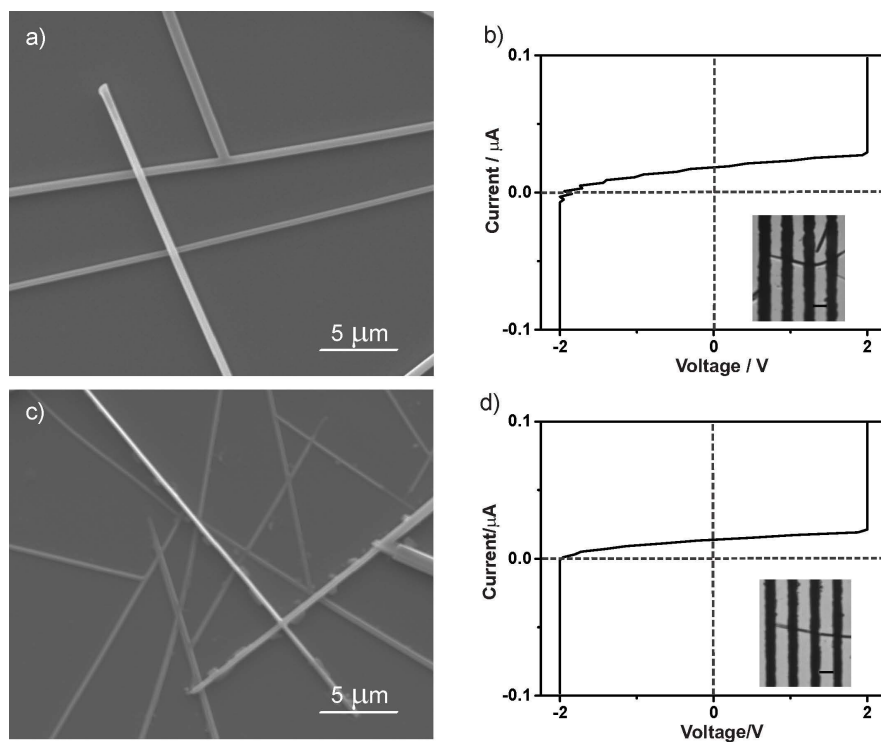 a)
5 μm
b)
0.1
0.0
-0.1
Current / μA
-2
0
2
Voltage / V
c)
5 μm
d)
0.1
0.0
-0.1
Current/μA
-2
0
2
Voltage/V